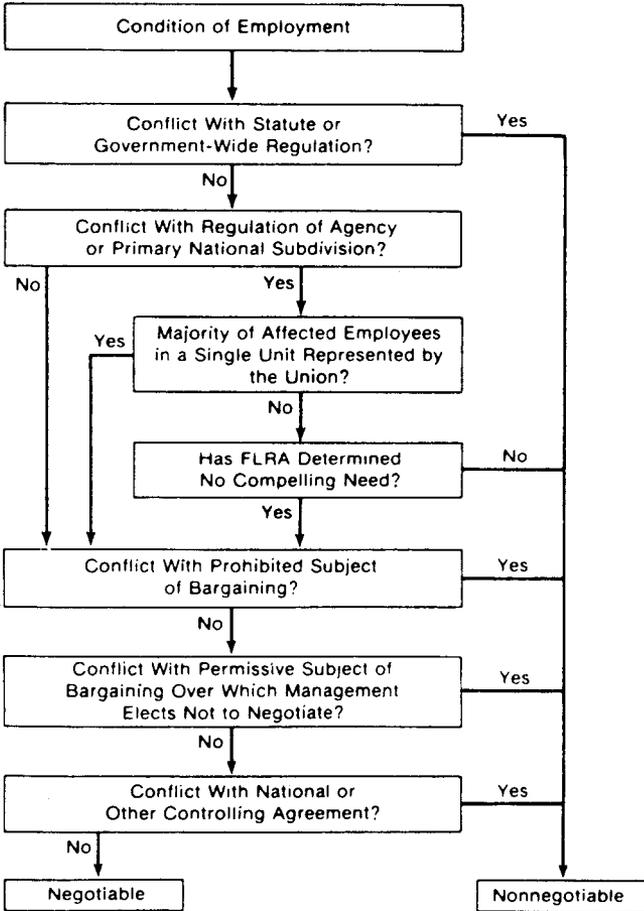 Condition of Employment
Conflict With Statute or
Government-Wide Regulation?
Yes
No
Conflict With Regulation of Agency
or Primary National Subdivision?
No
Yes
Yes
Majority of Affected Employees
in a Single Unit Represented by
the Union?
No
Has FLRA Determined
No Compelling Need?
No
Yes
Conflict With Prohibited Subject
of Bargaining?
Yes
No
Conflict With Permissive Subject of
Bargaining Over Which Management
Elects Not to Negotiate?
Yes
No
Conflict With National or
Other Controlling Agreement?
Yes
No
Negotiable
Nonnegotiable